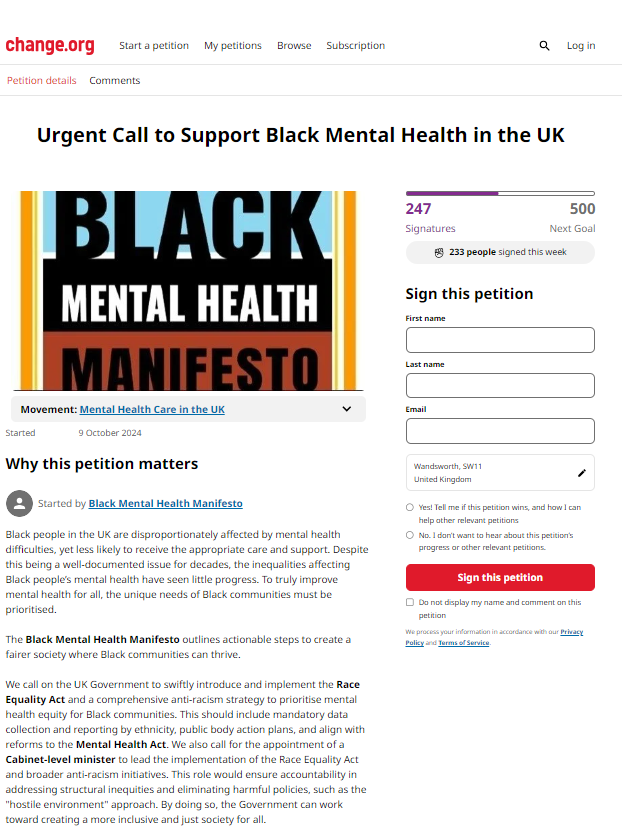 change.org
Start a petition
My petitions
Browse
Subscription
Log in
Petition details
Comments
Urgent Call to Support Black Mental Health in the UK
BLACK
MENTAL HEALTH
MANIFESTO
Movement: Mental Health Care in the UK
Started 9 October 2024
Why this petition matters
Started by Black Mental Health Manifesto
Black people in the UK are disproportionately affected by mental health
difficulties, yet less likely to receive the appropriate care and support. Despite
this being a well-documented issue for decades, the inequalities affecting
Black people's mental health have seen little progress. To truly improve
mental health for all, the unique needs of Black communities must be
prioritised.
The Black Mental Health Manifesto outlines actionable steps to create a
fairer society where Black communities can thrive.
We call on the UK Government to swiftly introduce and implement the Race
Equality Act and a comprehensive anti-racism strategy to prioritise mental
health equity for Black communities. This should include mandatory data
collection and reporting by ethnicity, public body action plans, and align with
reforms to the Mental Health Act. We also call for the appointment of a
Cabinet-level minister to lead the implementation of the Race Equality Act
and broader anti-racism initiatives. This role would ensure accountability in
addressing structural inequities and eliminating harmful policies, such as the
"hostile environment" approach. By doing so, the Government can work
toward creating a more inclusive and just society for all.
247 500
Signatures Next Goal
233 people signed this week
Sign this petition
First name
Last name
Email
Wandsworth, SW11
United Kingdom
Yes! Tell me if this petition wins, and how I can
help other relevant petitions
No. I don't want to hear about this petition's
progress or other relevant petitions.
Sign this petition
Do not display my name and comment on this
petition
We process your information in accordance with our Privacy
Policy and Terms of Service.